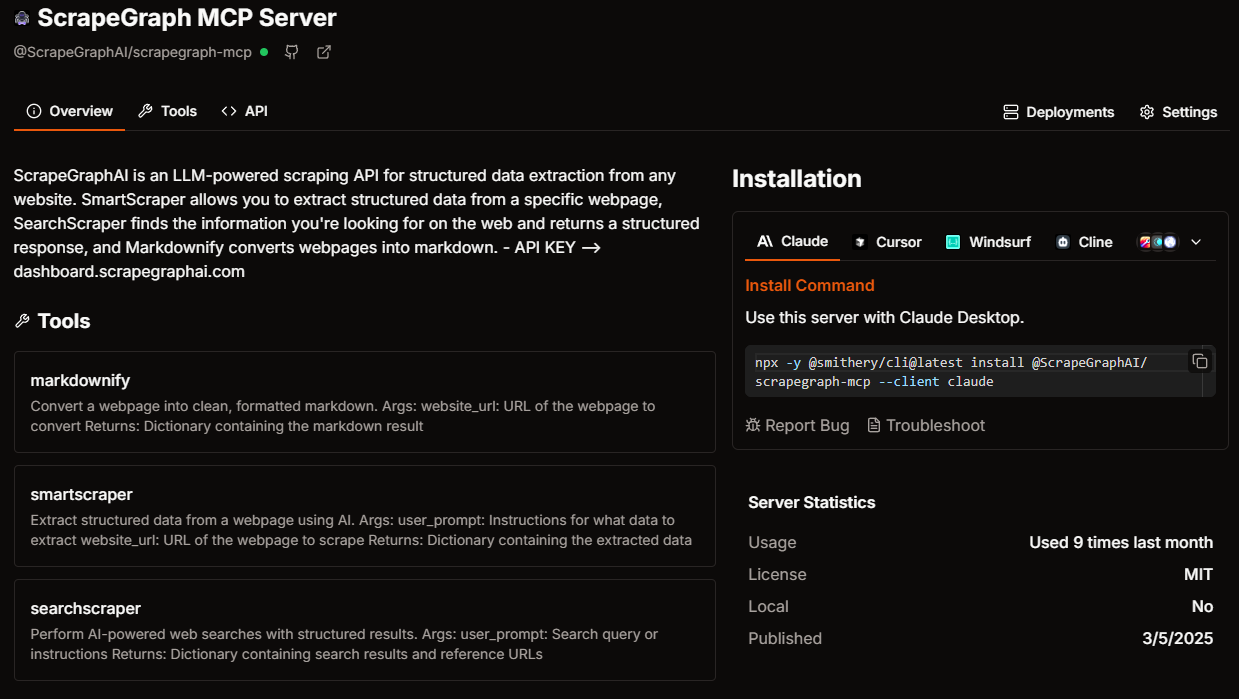 ScrapeGraph MCP Server
@ScrapeGraphAI/scrapegraph-mcp
Overview
Tools
API
Deployments
Settings
ScrapeGraphAI is an LLM-powered scraping API for structured data extraction from any
website. SmartScraper allows you to extract structured data from a specific webpage,
SearchScraper finds the information you're looking for on the web and returns a structured
response, and Markdownify converts webpages into markdown. - API KEY -->
dashboard.scrapegraphai.com
Tools
markdownify
Convert a webpage into clean, formatted markdown. Args: website_url: URL of the webpage to
convert Returns: Dictionary containing the markdown result
smartscraper
Extract structured data from a webpage using AI. Args: user_prompt: Instructions for what data to
extract website_url: URL of the webpage to scrape Returns: Dictionary containing the extracted data
searchscraper
Perform AI-powered web searches with structured results. Args: user_prompt: Search query or
instructions Returns: Dictionary containing search results and reference URLs
Installation
Claude
Cursor
Windsurf
Cline
Install Command
Use this server with Claude Desktop.
npx -y @smithery/cli@latest install @ScrapeGraphAI/
scrapegraph-mcp --client claude
Report Bug
Troubleshoot
Server Statistics
Usage Used 9 times last month
License MIT
Local No
Published 3/5/2025